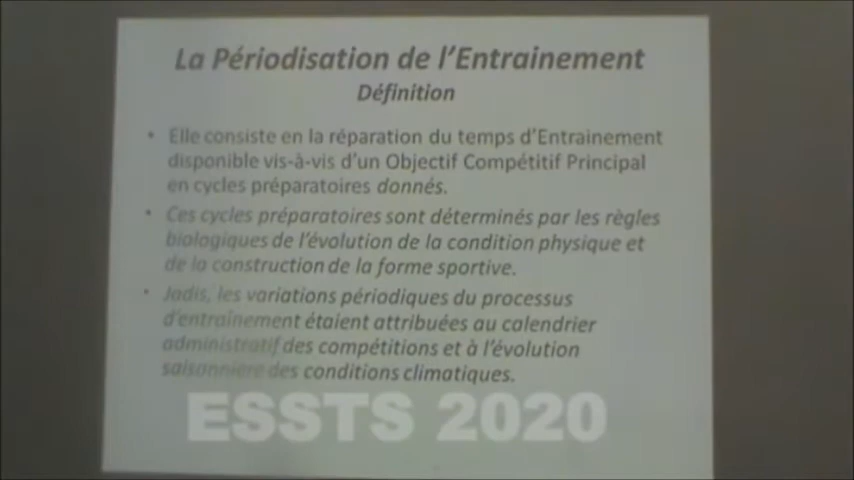 La Périodisation de l'Entrainement
Définition
• Elle consiste en la réparation du temps d'Entrainement
disponible vis-à-vis d'un Objectif Compétitif Principal
en cycles préparatoires donnés.
• Ces cycles préparatoires sont déterminés par les règles
biologiques de l'évolution de la condition physique et
de la construction de la forme sportive.
• Jadis, les variations périodiques du processus
d'entraînement étaient attribuées au calendrier
administratif des compétitions et à l'évolution
saisonnière des conditions climatiques.
ESSTS 2020